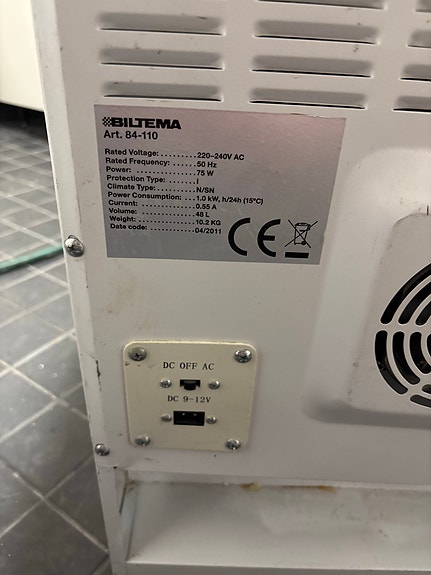 BILTEMA
Art. 84-110
Rated Voltage: ..........220-240V AC
Rated Frequency: ........50 Hz
Power: ..................75 W
Protection Type: ........I
Climate Type: ...........N/SN
Power Consumption: ...1.0 kW, h/24h (15°C)
Current: ................0.55 A
Volume: .................48 L
Weight: .................10.2 KG
Date code: ..............04/2011
CE
DC OFF AC
DC 9-12V